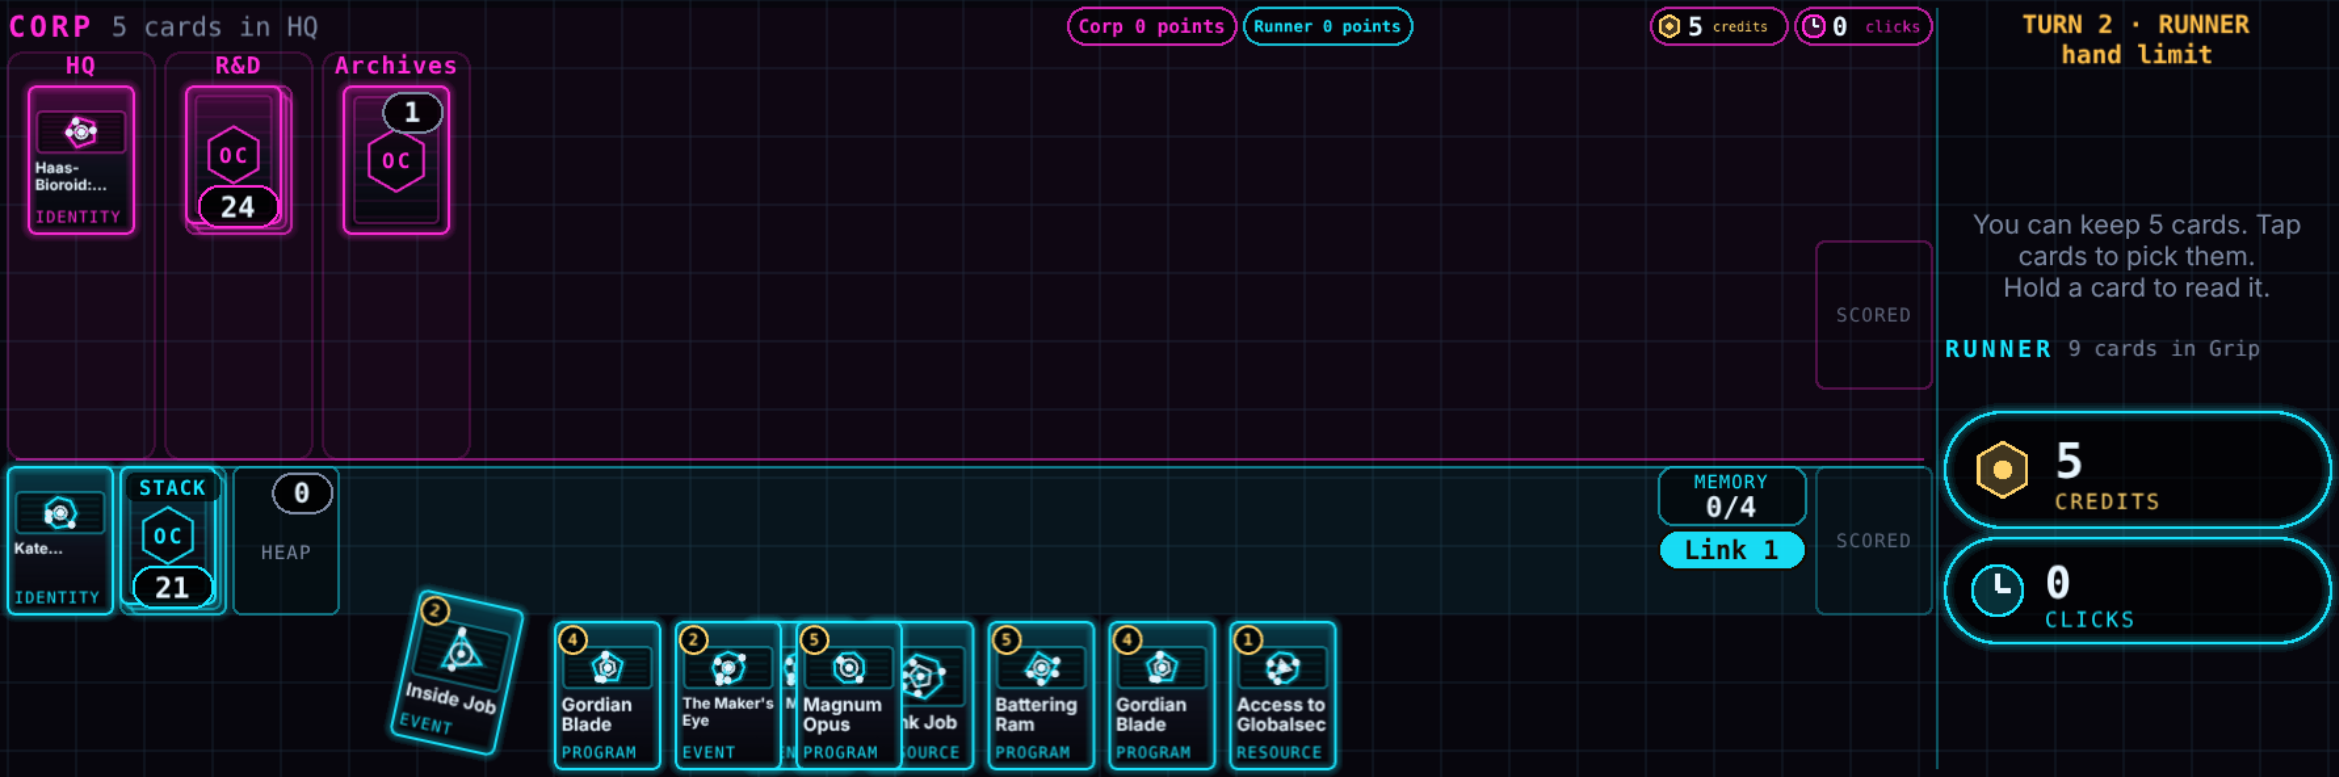 CORP 5 cards in HQ
Corp 0 points
Runner 0 points
5 credits
0 clicks
TURN 2 · RUNNER
hand limit
HQ
R&D
Archives
Haas-
Bioroid:...
IDENTITY
OC
24
1
OC
You can keep 5 cards. Tap
cards to pick them.
Hold a card to read it.
SCORED
RUNNER 9 cards in Grip
5
CREDITS
0
CLICKS
Kate...
IDENTITY
STACK
OC
21
0
HEAP
MEMORY
0/4
Link 1
SCORED
2
Inside Job
EVENT
4
Gordian
Blade
PROGRAM
2
The Maker's
Eye
EVENT
5
Magnum
Opus
PROGRAM
Job
5
Battering
Ram
PROGRAM
4
Gordian
Blade
PROGRAM
1
Access to
Globalsec
RESOURCE